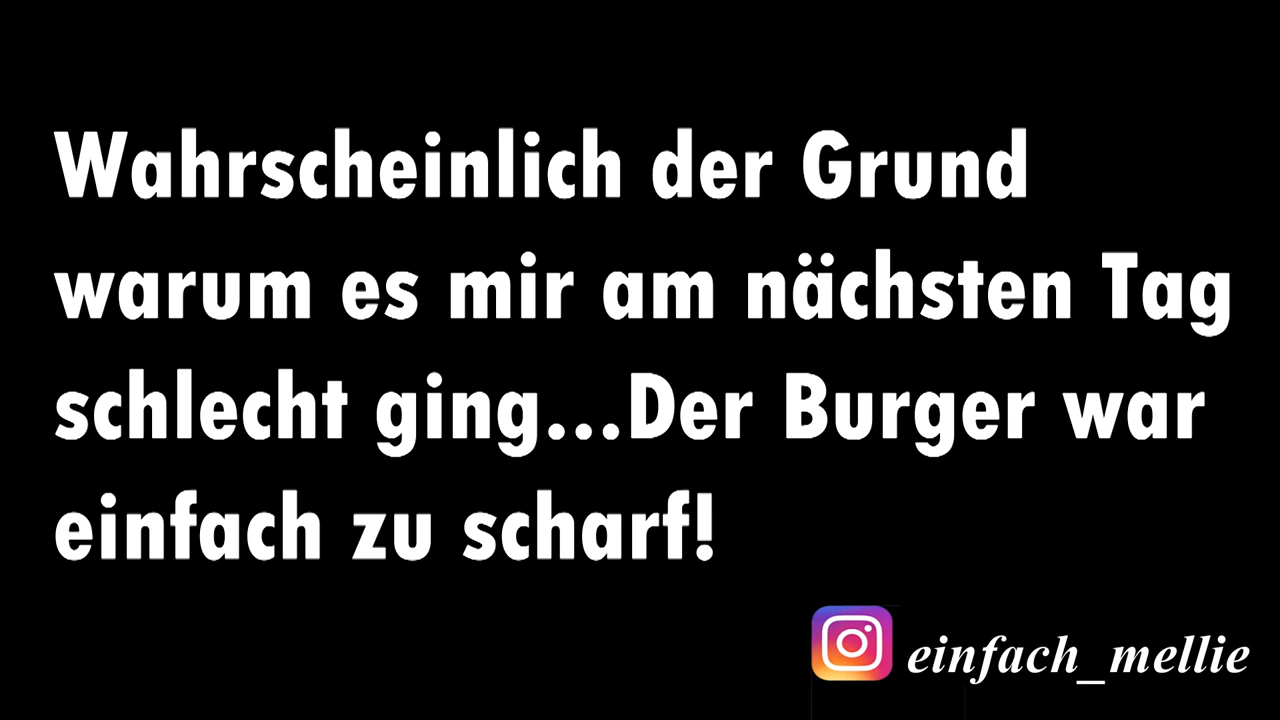 Wahrscheinlich der Grund
warum es mir am nächsten Tag
schlecht ging...Der Burger war
einfach zu scharf!
einfach_mellie